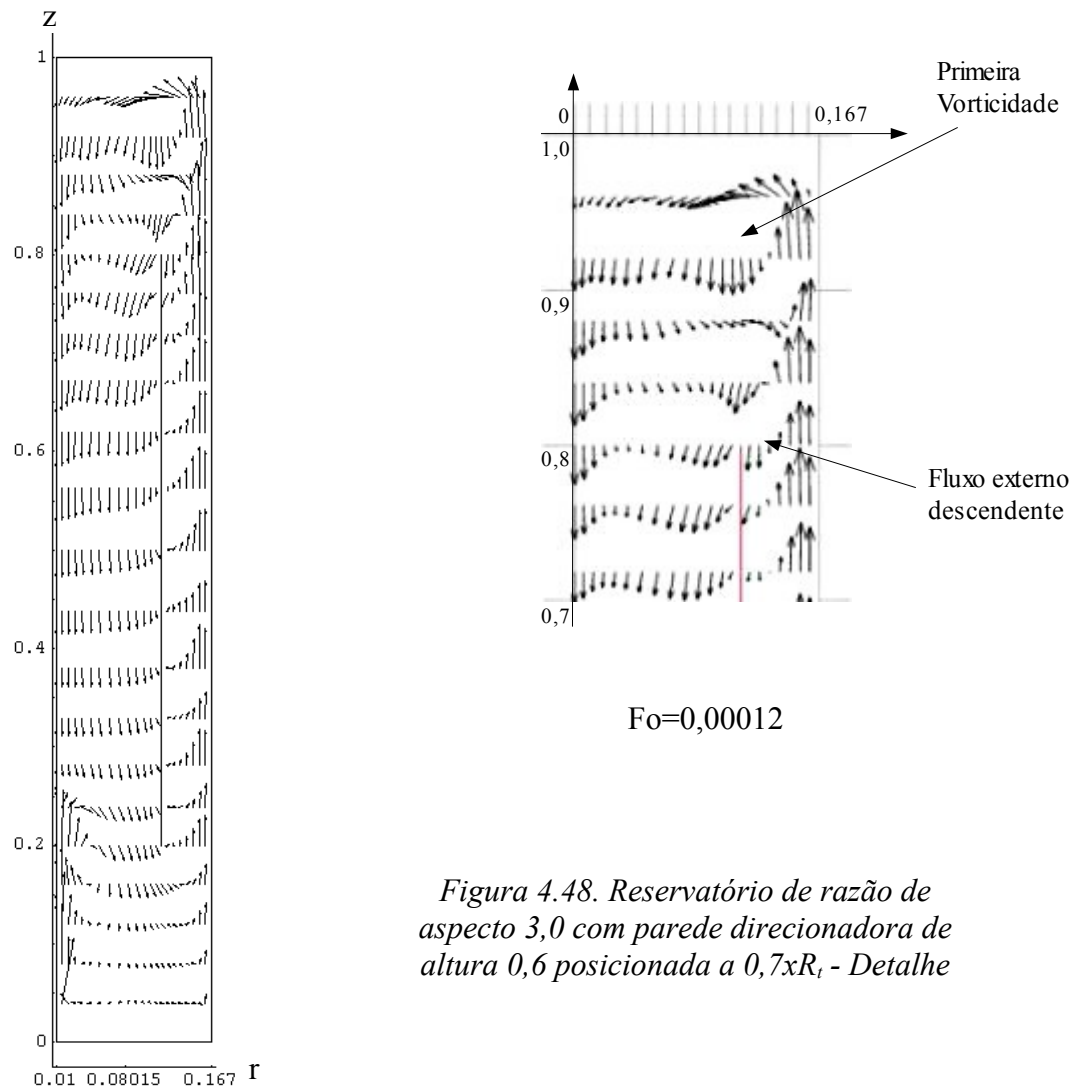 z
1
0.8
0.6
0.4
0.2
0
0.01 0.08015 0.167 r
Primeira
Vorticidade
0
0,167
1,0
0,9
0,8
0,7
Fluxo externo
descendente
Fo=0,00012
Figura 4.48. Reservatório de razão de
aspecto 3,0 com parede direcionadora de
altura 0,6 posicionada a 0,7xRt - Detalhe